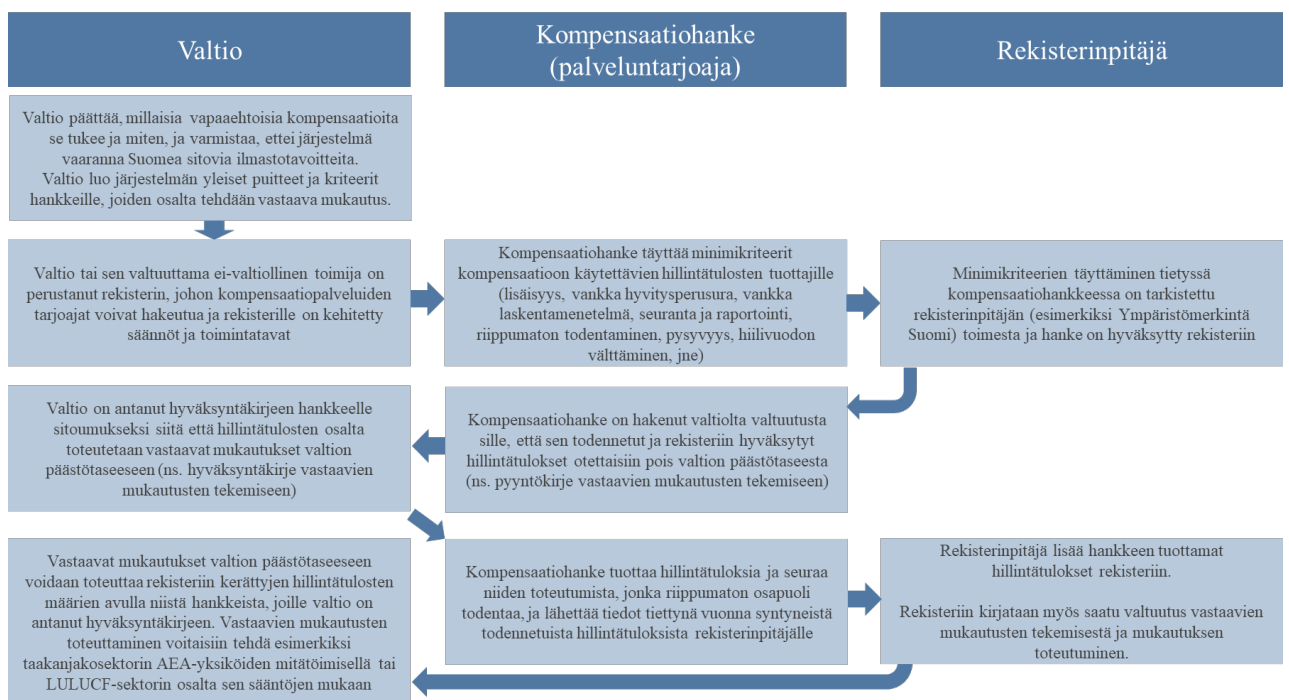 Valtio
Kompensaatiohanke
(palveluntarjoaja)
Rekisterinpitäjä
Valtio päättää, millaisia vapaaehtoisia kompensaatioita
se tukee ja miten, ja varmistaa, ettei järjestelmä
vaaranna Suomea sitovia ilmastotavoitteita.
Valtio luo järjestelmän yleiset puitteet ja kriteerit
hankkeille, joiden osalta tehdään vastaava mukautus.
Valtio tai sen valtuuttama ei-valtiollinen toimija on
perustanut rekisterin, johon kompensaatiopalveluiden
tarjoajat voivat hakeutua ja rekisterille on kehitetty
säännöt ja toimintatavat
Kompensaatiohanke täyttää minimikriteerit
kompensaatioon käytettävien hillintätulosten tuottajille
(lisäisyys, vankka hyvitysperusura, vankka
laskentamenetelmä, seuranta ja raportointi,
riippumaton todentaminen, pysyvyys, hiilivuodon
välttäminen, jne)
Minimikriteerien täyttäminen tietyssä
kompensaatiohankkeessa on tarkistettu
rekisterinpitäjän (esimerkiksi Ympäristömerkintä
Suomi) toimesta ja hanke on hyväksytty rekisteriin
Valtio on antanut hyväksyntäkirjeen hankkeelle
sitoumukseksi siitä että hillintätulosten osalta
toteutetaan vastaavat mukautukset valtion
päästötaseeseen (ns. hyväksyntäkirje vastaavien
mukautusten tekemiseen)
Kompensaatiohanke on hakenut valtiolta valtuutusta
sille, että sen todennetut ja rekisteriin hyväksytyt
hillintätulokset otettaisiin pois valtion päästötaseesta
(ns. pyyntökirje vastaavien mukautusten tekemiseen)
Vastaavat mukautukset valtion päästötaseeseen
voidaan toteuttaa rekisteriin kerättyjen hillintätulosten
määrien avulla niistä hankkeista, joille valtio on
antanut hyväksyntäkirjeen. Vastaavien mukautusten
toteuttaminen voitaisiin tehdä esimerkiksi
taakanjakosektorin AEA-yksiköiden mitätöimisellä tai
LULUCF-sektorin osalta sen sääntöjen mukaan
Kompensaatiohanke tuottaa hillintätuloksia ja seuraa
niiden toteutumista, jonka riippumaton osapuoli
todentaa, ja lähettää tiedot tiettynä vuonna syntyneistä
todennetuista hillintätuloksista rekisterinpitäjälle
Rekisterinpitäjä lisää hankkeen tuottamat
hillintätulokset rekisteriin.
Rekisteriin kirjataan myös saatu valtuutus vastaavien
mukautusten tekemisestä ja mukautuksen
toteutuminen.